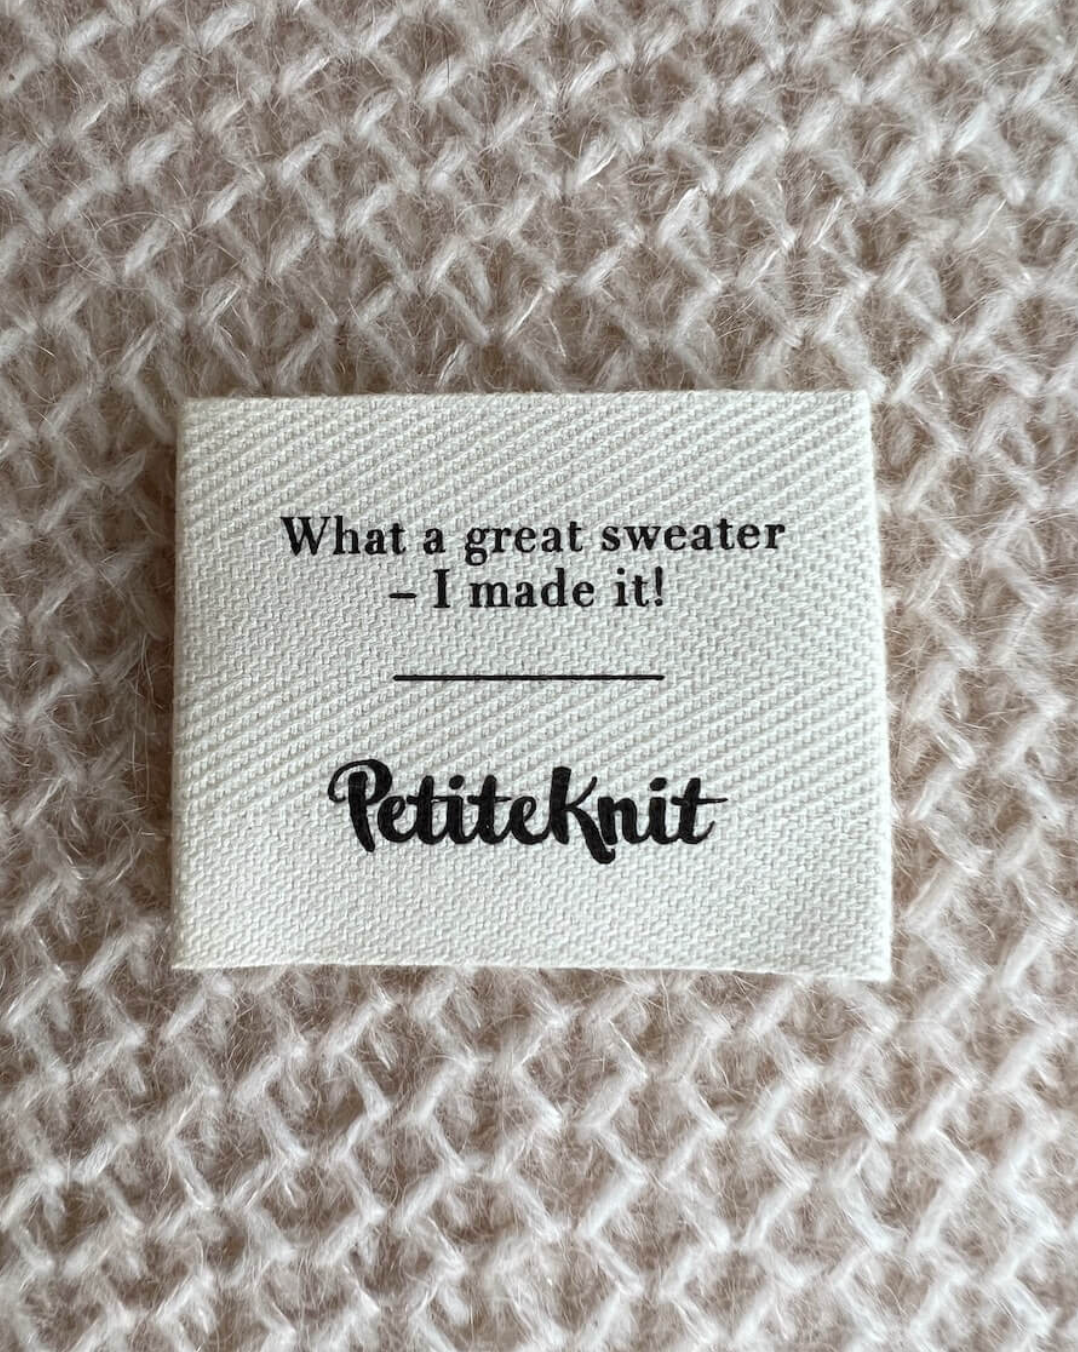 What a great sweater
– I made it!
PetiteKnit